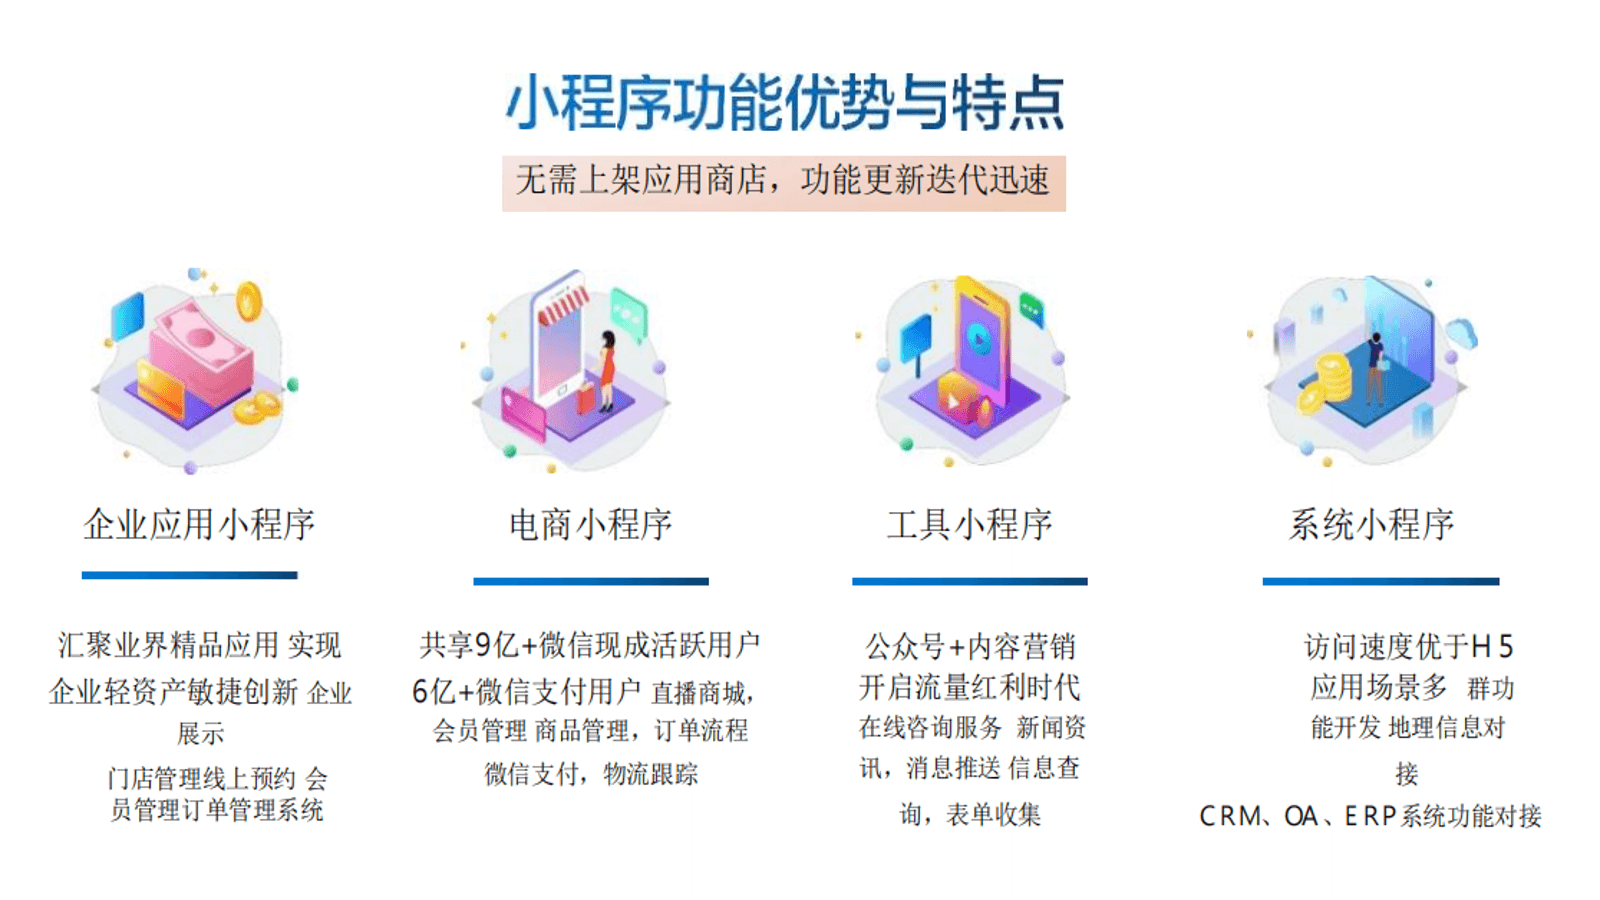 小程序功能优势与特点
无需上架应用商店，功能更新迭代迅速
企业应用小程序
汇聚业界精品应用 实现
企业轻资产敏捷创新 企业
展示
门店管理线上预约 会
员管理订单管理系统
电商小程序
共享9亿+微信现成活跃用户
6亿+微信支付用户 直播商城，
会员管理 商品管理，订单流程
微信支付，物流跟踪
工具小程序
公众号+内容营销
开启流量红利时代
在线咨询服务 新闻资
讯，消息推送 信息查
询，表单收集
系统小程序
访问速度优于H5
应用场景多 群功
能开发 地理信息对
接
CRM、OA、ERP系统功能对接